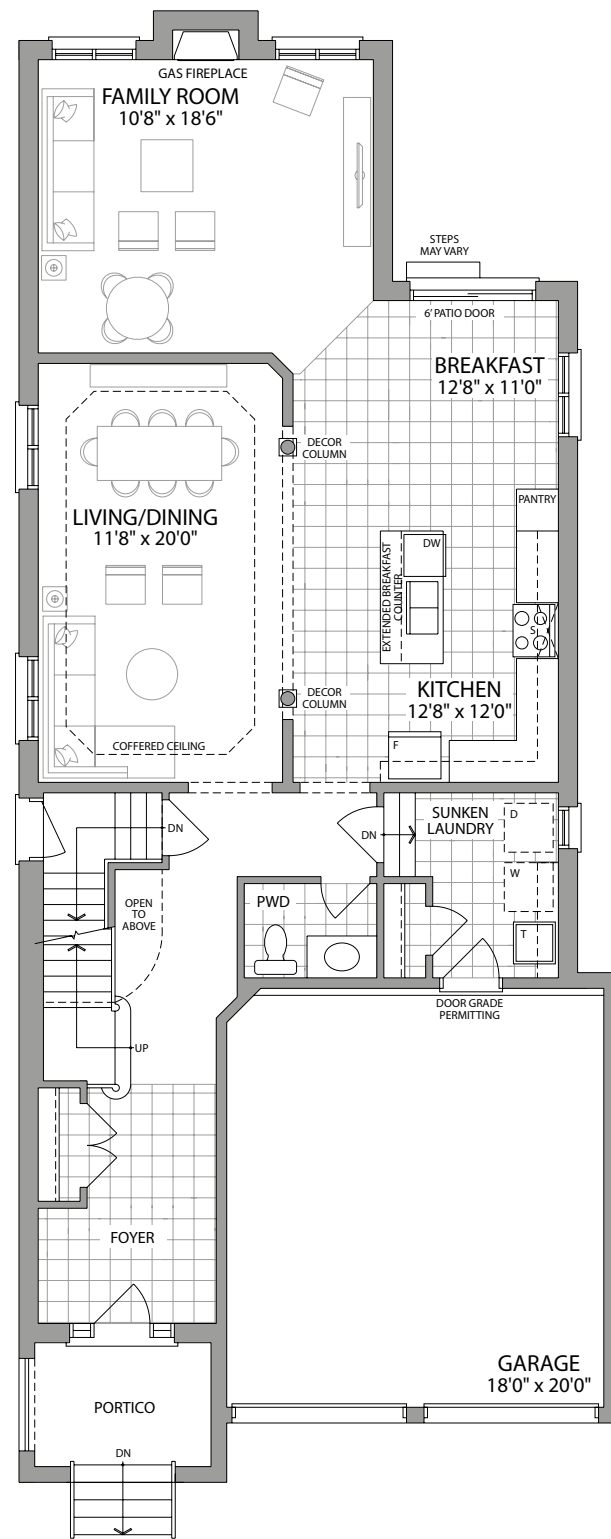 GAS FIREPLACE
FAMILY ROOM
10'8" x 18'6"
STEPS
MAY VARY
6' PATIO DOOR
BREAKFAST
12'8" x 11'0"
DECOR
COLUMN
PANTRY
LIVING/DINING
11'8" x 20'0"
DW
EXTENDED BREAKFAST
COUNTER
S
DECOR
COLUMN
KITCHEN
12'8" x 12'0"
COFFERED CEILING
F
DN
DN
SUNKEN
LAUNDRY
D
W
OPEN
TO
ABOVE
PWD
T
DOOR GRADE
PERMITTING
UP
FOYER
GARAGE
18'0" x 20'0"
PORTICO
DN